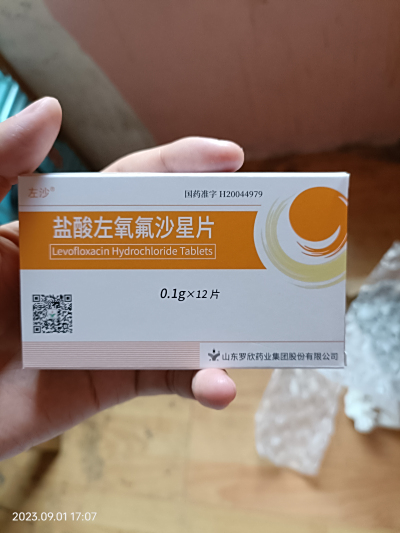 左沙®
国药准字 H20044979
盐酸左氧氟沙星片
Levofloxacin Hydrochloride Tablets
0.1g×12片
山东罗欣药业集团股份有限公司
2023.09.01 17:07